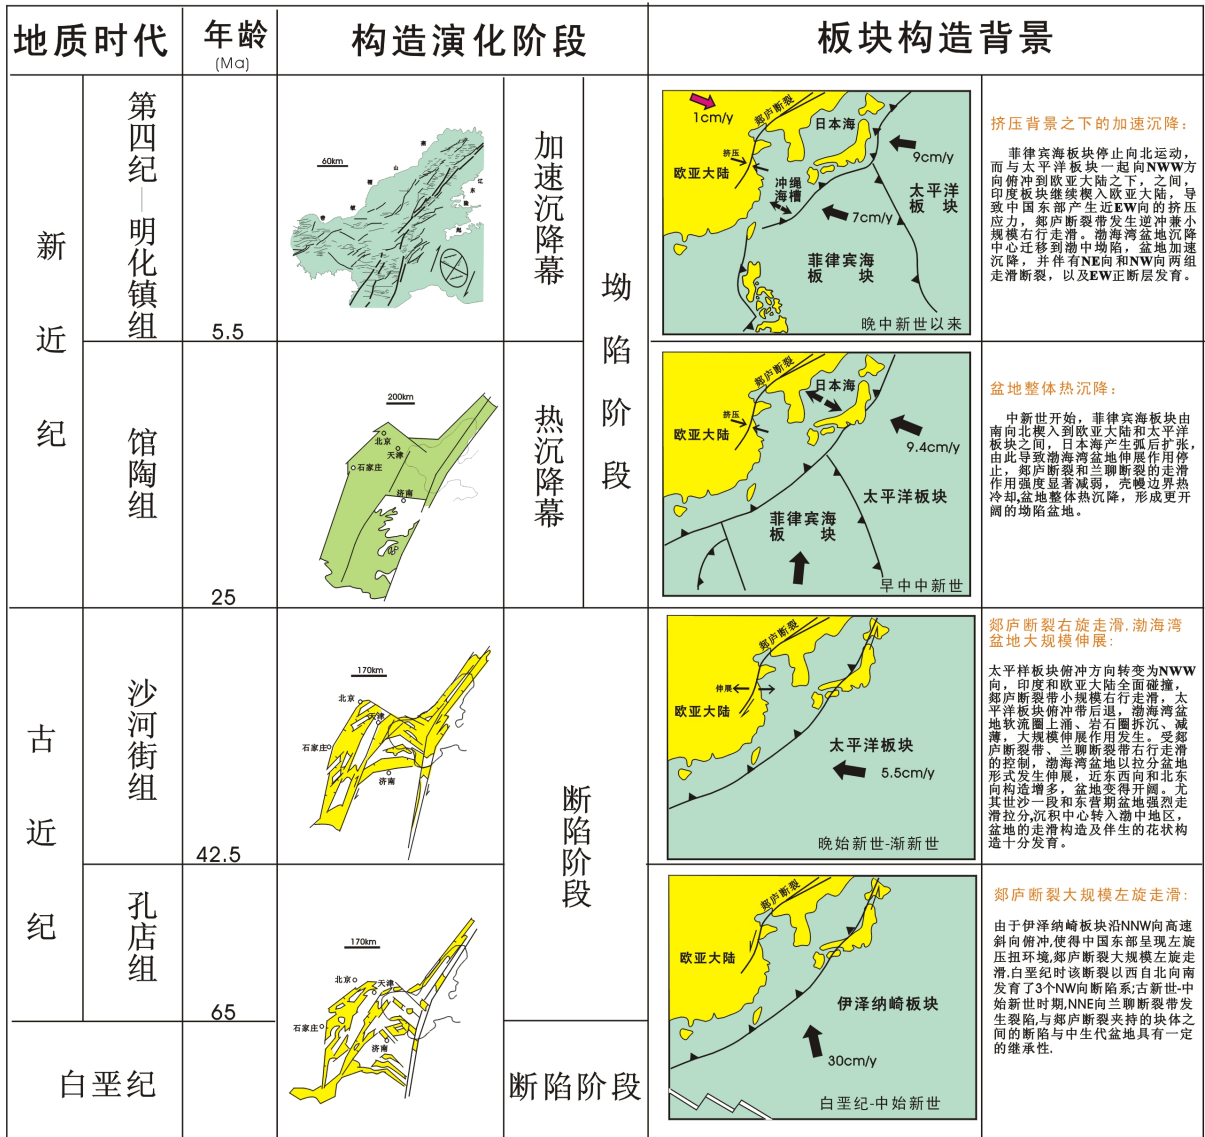 地质时代
年龄
(Ma)
构造演化阶段
板块构造背景
新近纪
第四纪—明化镇组
5.5
60km
加速沉降幕
坳陷阶段
1cm/y
郯庐断裂
日本海
9cm/y
挤压
欧亚大陆
冲绳
海槽
太平洋
板 块
7cm/y
菲律宾海
板 块
晚中新世以来
挤压背景之下的加速沉降:
菲律宾海板块停止向北运动,
而与太平洋板块一起向NWW方
向俯冲到欧亚大陆之下，之间,
印度板块继续楔入欧亚大陆，导
致中国东部产生近EW向的挤压
应力，郯庐断裂带发生逆冲兼小
规模右行走滑。渤海湾盆地沉降
中心迁移到渤中坳陷，盆地加速
沉降，并伴有NE向和NW向两组
走滑断裂，以及EW正断层发育。
馆陶组
25
200km
北京
天津
石家庄
济南
热沉降幕
郯庐断裂
日本海
挤压
欧亚大陆
9.4cm/y
太平洋板块
菲律宾海
板 块
早中中新世
盆地整体热沉降:
中新世开始，菲律宾海板块由
南向北楔入到欧亚大陆和太平洋
板块之间，日本海产生弧后扩张,
由此导致渤海湾盆地伸展作用停
止，郯庐断裂和兰聊断裂的走滑
作用强度显著减弱，壳幔边界热
冷却,盆地整体热沉降，形成更开
阔的坳陷盆地。
古近纪
沙河街组
42.5
170km
北京
天津
石家庄
济南
断陷阶段
郯庐断裂
伸展
欧亚大陆
太平洋板块
5.5cm/y
晚始新世-渐新世
郯庐断裂右旋走滑,渤海湾
盆地大规模伸展:
太平样板块俯冲方向转变为NWW
向，印度和欧亚大陆全面碰撞，
郯庐断裂带小规模右行走滑，太
平洋板块俯冲带后退，渤海湾盆
地软流圈上涌、岩石圈拆沉、减
薄，大规模伸展作用发生。受郯
庐断裂带、兰聊断裂带右行走滑
的控制，渤海湾盆地以拉分盆地
形式发生伸展，近东西向和北东
向构造增多，盆地变得开阔。尤
其世沙一段和东营期盆地强烈走
滑拉分,沉积中心转入渤中地区，
盆地的走滑构造及伴生的花状构
造十分发育。
孔店组
65
170km
北京
天津
石家庄
济南
郯庐断裂
欧亚大陆
伊泽纳崎板块
30cm/y
白垩纪-中始新世
郯庐断裂大规模左旋走滑:
由于伊泽纳崎板块沿NNW向高速
斜向俯冲,使得中国东部呈现左旋
压扭环境,郯庐断裂大规模左旋走
滑.白垩纪时该断裂以西自北向南
发育了3个NW向断陷系;古新世-中
始新世时期,NNE向兰聊断裂带发
生裂陷,与郯庐断裂夹持的块体之
间的断陷与中生代盆地具有一定
的继承性.
白垩纪
断陷阶段